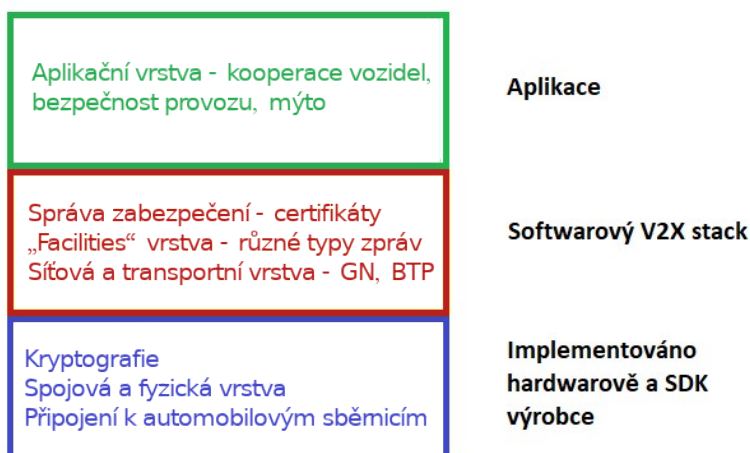 Aplikační vrstva - kooperace vozidel,
bezpečnost provozu, mýto
Aplikace
Správa zabezpečení - certifikáty
„Facilities“ vrstva - různé typy zpráv
Síťová a transportní vrstva - GN, BTP
Softwarový V2X stack
Kryptografie
Spojová a fyzická vrstva
Připojení k automobilovým sběrnicím
Implementováno
hardwarově a SDK
výrobce